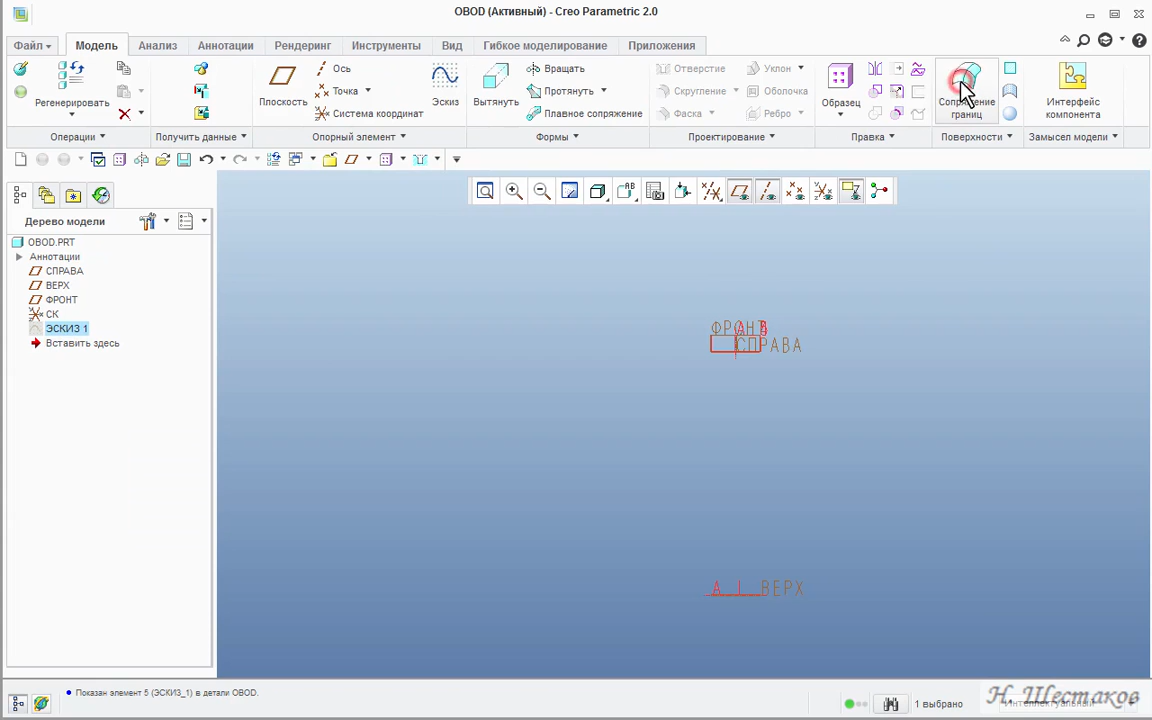 OBOD (Активный) - Creo Parametric 2.0
Файл
Модель
Анализ
Аннотации
Рендеринг
Инструменты
Вид
Гибкое моделирование
Приложения
Регенерировать
Операции
Получить данные
Плоскость
Ось
Точка
Система координат
Опорный элемент
Эскиз
Вытянуть
Вращать
Протянуть
Плавное сопряжение
Формы
Отверстие
Скругление
Фаска
Уклон
Оболочка
Ребро
Проектирование
Образец
Правка
Сопряжение
границ
Поверхности
Интерфейс
компонента
Замысел модели
Дерево модели
OBOD.PRT
Аннотации
СПРАВА
ВЕРХ
ФРОНТ
СК
ЭСКИЗ 1
Вставить здесь
ФРОНТ
СПРАВА
ВЕРХ
Показан элемент 5 (ЭСКИЗ_1) в детали OBOD.
1 выбрано
Н. Шестаков